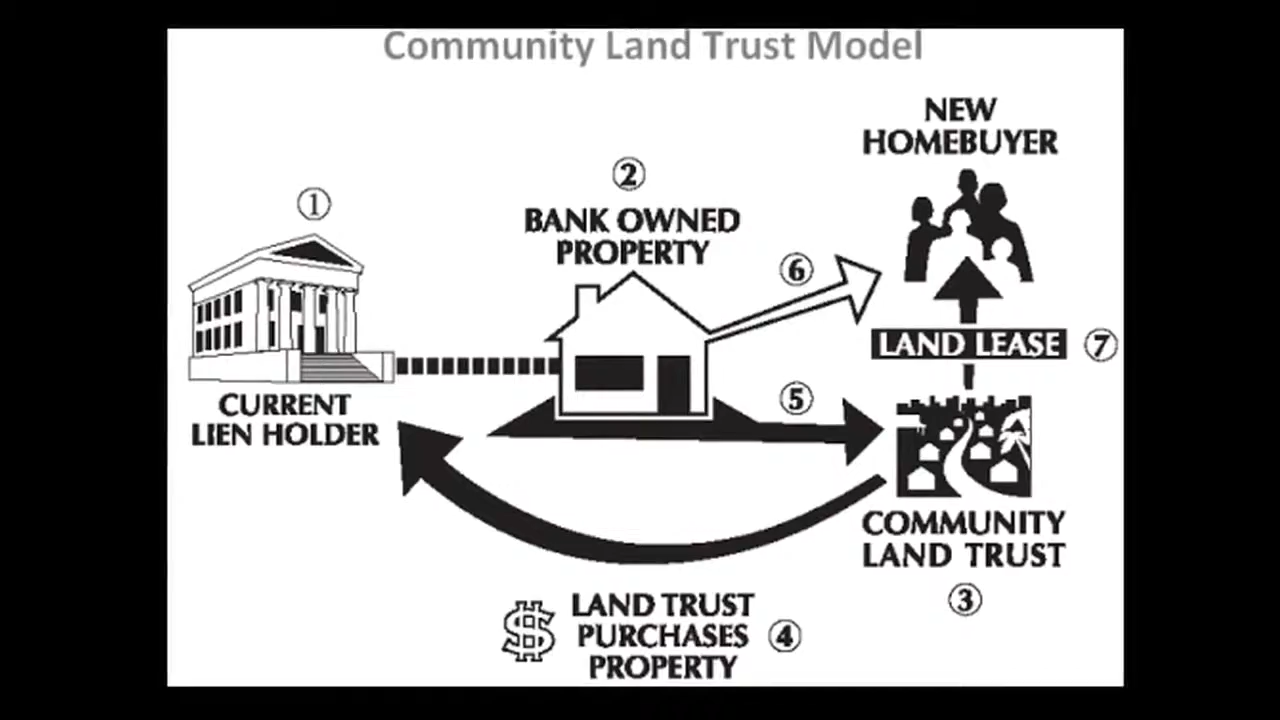 Community Land Trust Model
①
CURRENT
LIEN HOLDER
②
BANK OWNED
PROPERTY
NEW
HOMEBUYER
⑥
LAND LEASE
⑦
⑤
COMMUNITY
LAND TRUST
③
$
LAND TRUST
PURCHASES
PROPERTY
④